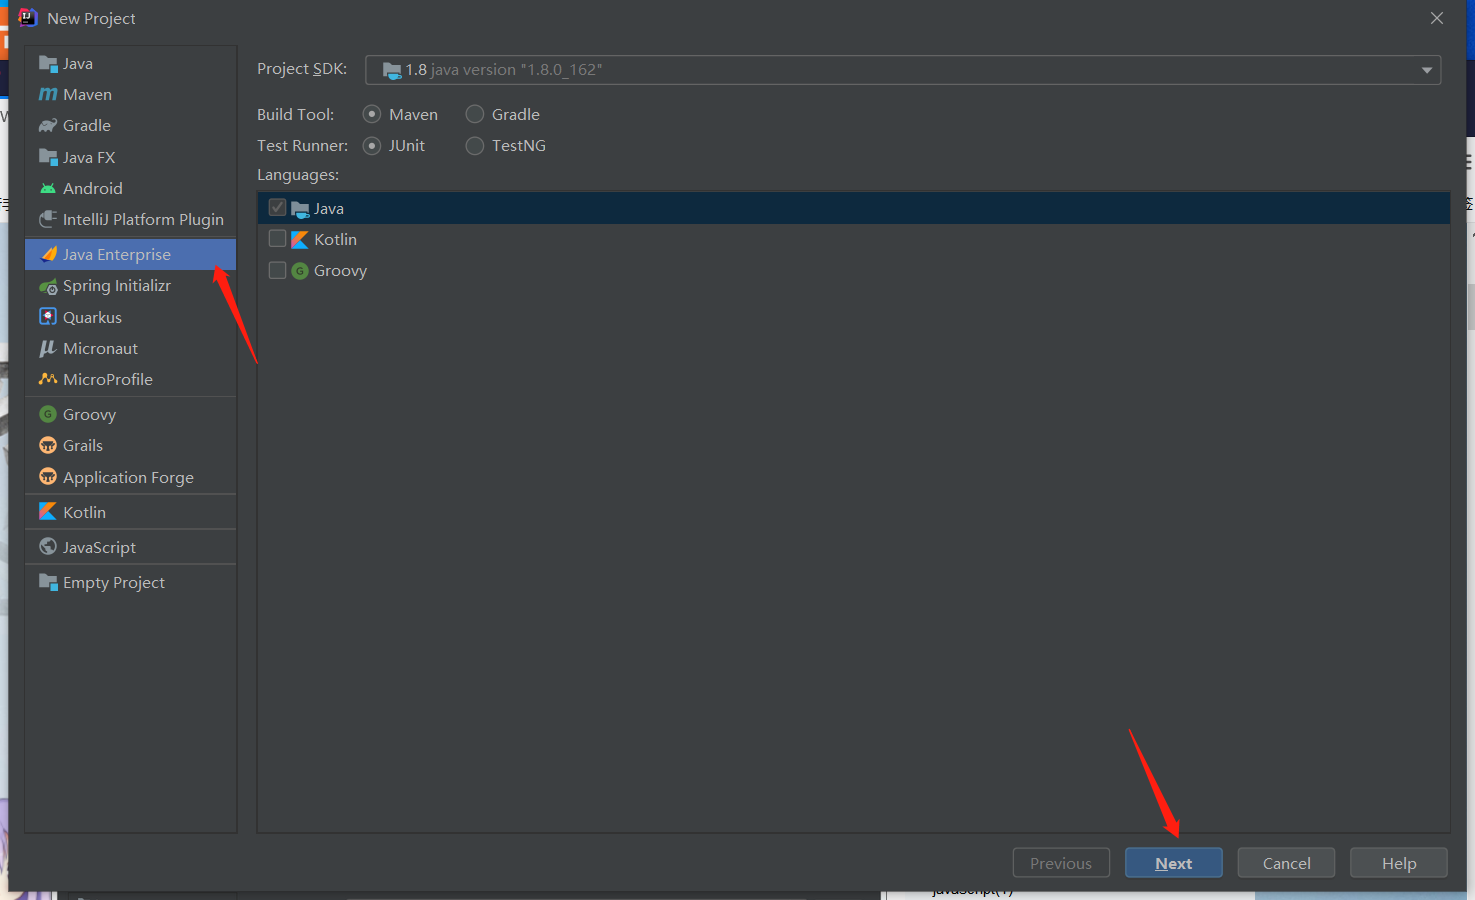 New Project
Java
Maven
Gradle
Java FX
Android
IntelliJ Platform Plugin
Java Enterprise
Spring Initializr
Quarkus
Micronaut
MicroProfile
Groovy
Grails
Application Forge
Kotlin
JavaScript
Empty Project
Project SDK: 1.8 java version "1.8.0_162"
Build Tool: Maven Gradle
Test Runner: JUnit TestNG
Languages:
Java
Kotlin
Groovy
Previous Next Cancel Help